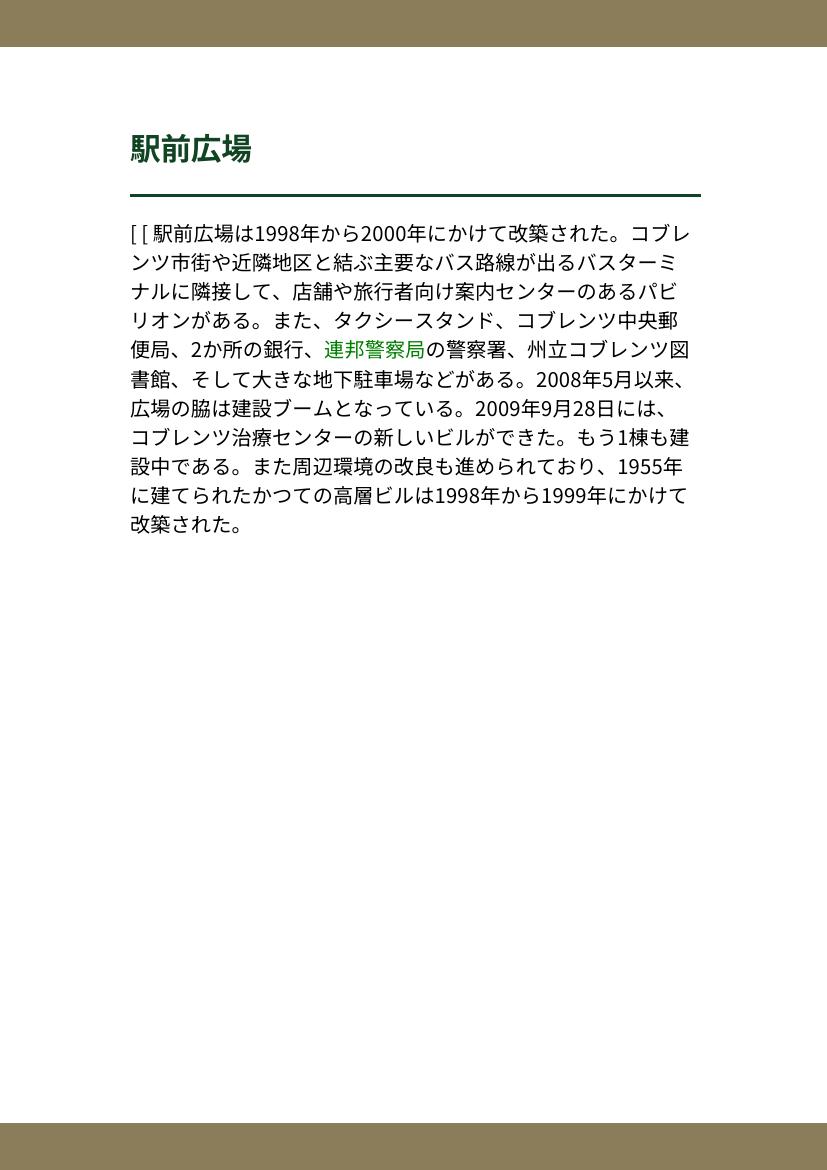 駅前広場
[ [ 駅前広場は1998年から2000年にかけて改築された。コブレ
ンツ市街や近隣地区と結ぶ主要なバス路線が出るバスターミ
ナルに隣接して、店舗や旅行者向け案内センターのあるパビ
リオンがある。また、タクシースタンド、コブレンツ中央郵
便局、2か所の銀行、連邦警察局の警察署、州立コブレンツ図
書館、そして大きな地下駐車場などがある。2008年5月以来、
広場の脇は建設ブームとなっている。2009年9月28日には、
コブレンツ治療センターの新しいビルができた。もう1棟も建
設中である。また周辺環境の改良も進められており、1955年
に建てられたかつての高層ビルは1998年から1999年にかけて
改築された。